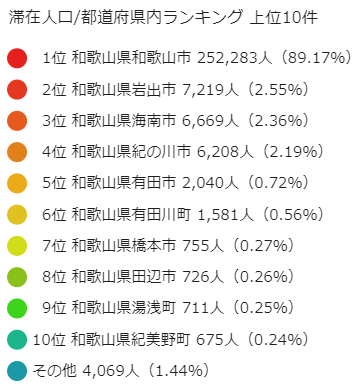 滞在人口/都道府県内ランキング 上位10件
1位 和歌山県和歌山市 252,283人（89.17%）
2位 和歌山県岩出市 7,219人（2.55%）
3位 和歌山県海南市 6,669人（2.36%）
4位 和歌山県紀の川市 6,208人（2.19%）
5位 和歌山県有田市 2,040人（0.72%）
6位 和歌山県有田川町 1,581人（0.56%）
7位 和歌山県橋本市 755人（0.27%）
8位 和歌山県田辺市 726人（0.26%）
9位 和歌山県湯浅町 711人（0.25%）
10位 和歌山県紀美野町 675人（0.24%）
その他 4,069人（1.44%）